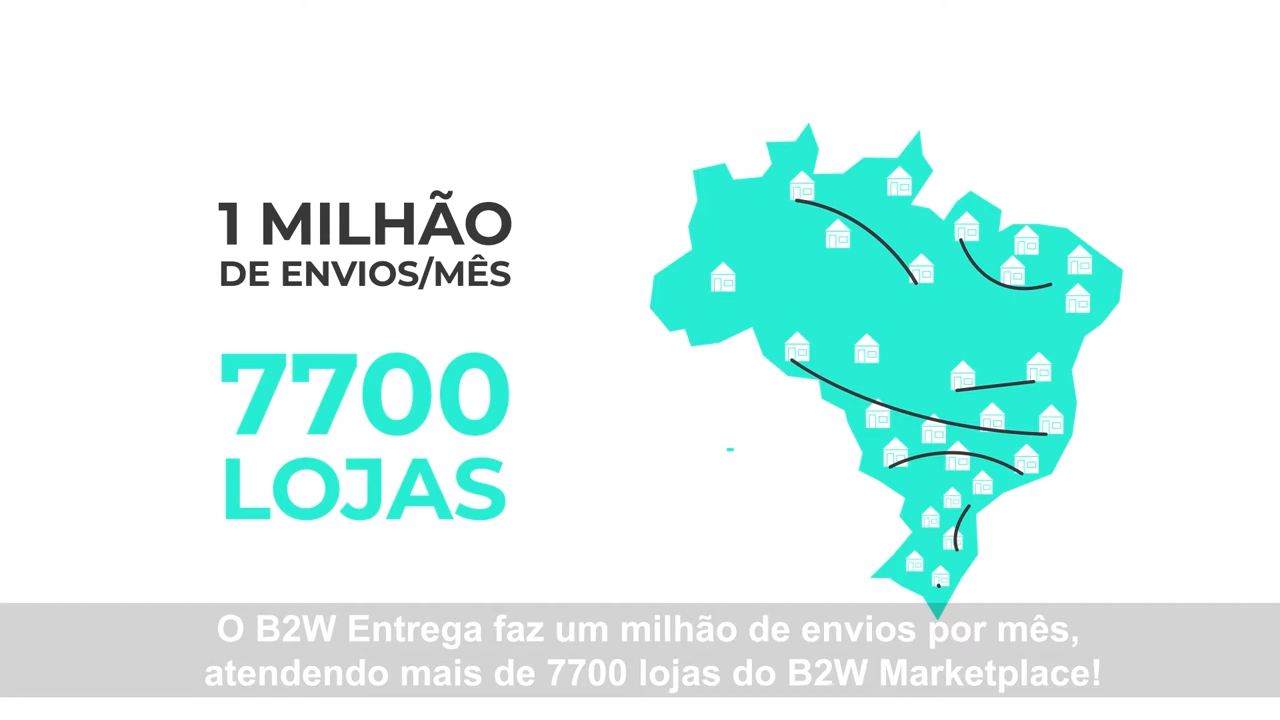 1 MILHÃO
DE ENVIOS/MÊS
7700
LOJAS
O B2W Entrega faz um milhão de envios por mês,
atendendo mais de 7700 lojas do B2W Marketplace!